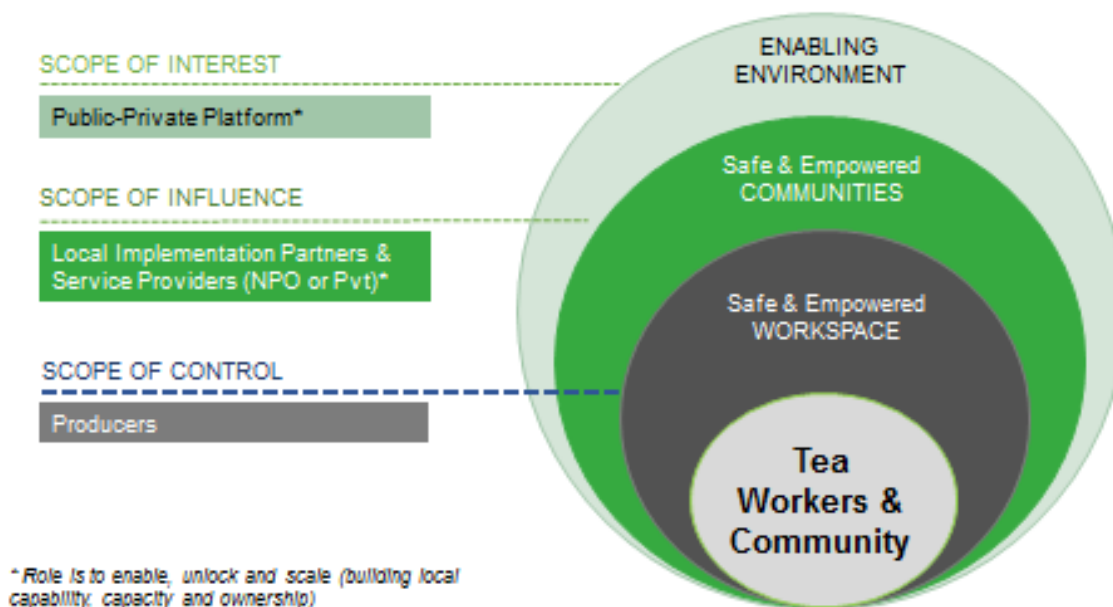 SCOPE OF INTEREST
Public-Private Platform*
SCOPE OF INFLUENCE
Local Implementation Partners &
Service Providers (NPO or Pvt)*
SCOPE OF CONTROL
Producers
* Role is to enable, unlock and scale (building local
capability, capacity and ownership)
ENABLING
ENVIRONMENT
Safe & Empowered
COMMUNITIES
Safe & Empowered
WORKSPACE
Tea
Workers &
Community